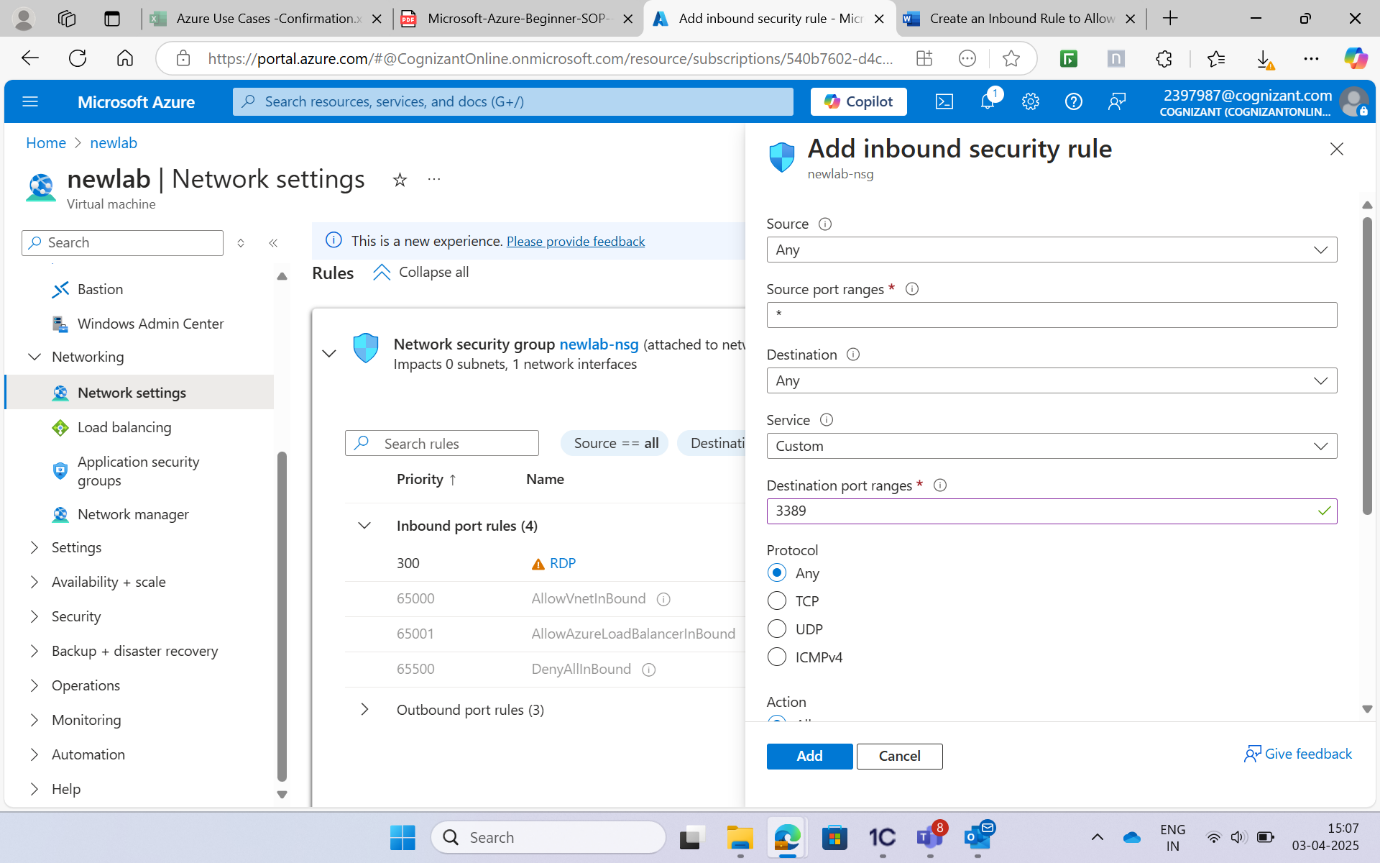 Azure Use Cases -Confirmation.x
Microsoft-Azure-Beginner-SOP-
Add inbound security rule - Micr
Create an Inbound Rule to Allow
https://portal.azure.com/#@CognizantOnline.onmicrosoft.com/resource/subscriptions/540b7602-d4c...
Microsoft Azure
Search resources, services, and docs (G+/)
Copilot
1
2397987@cognizant.com
COGNIZANT (COGNIZANTONLIN...
Home > newlab
newlab | Network settings
Virtual machine
Search
Bastion
Windows Admin Center
Networking
Network settings
Load balancing
Application security
groups
Network manager
Settings
Availability + scale
Security
Backup + disaster recovery
Operations
Monitoring
Automation
Help
This is a new experience. Please provide feedback
Rules
Collapse all
Network security group newlab-nsg (attached to netw
Impacts 0 subnets, 1 network interfaces
Search rules
Source == all
Destinati
Priority ↑
Name
Inbound port rules (4)
300
RDP
65000
AllowVnetInBound
65001
AllowAzureLoadBalancerInBound
65500
DenyAllInBound
Outbound port rules (3)
Add inbound security rule
newlab-nsg
Source
Any
Source port ranges *
*
Destination
Any
Service
Custom
Destination port ranges *
3389
Protocol
Any
TCP
UDP
ICMPv4
Action
Add
Cancel
Give feedback
Search
1C
8
ENG
IN
15:07
03-04-2025